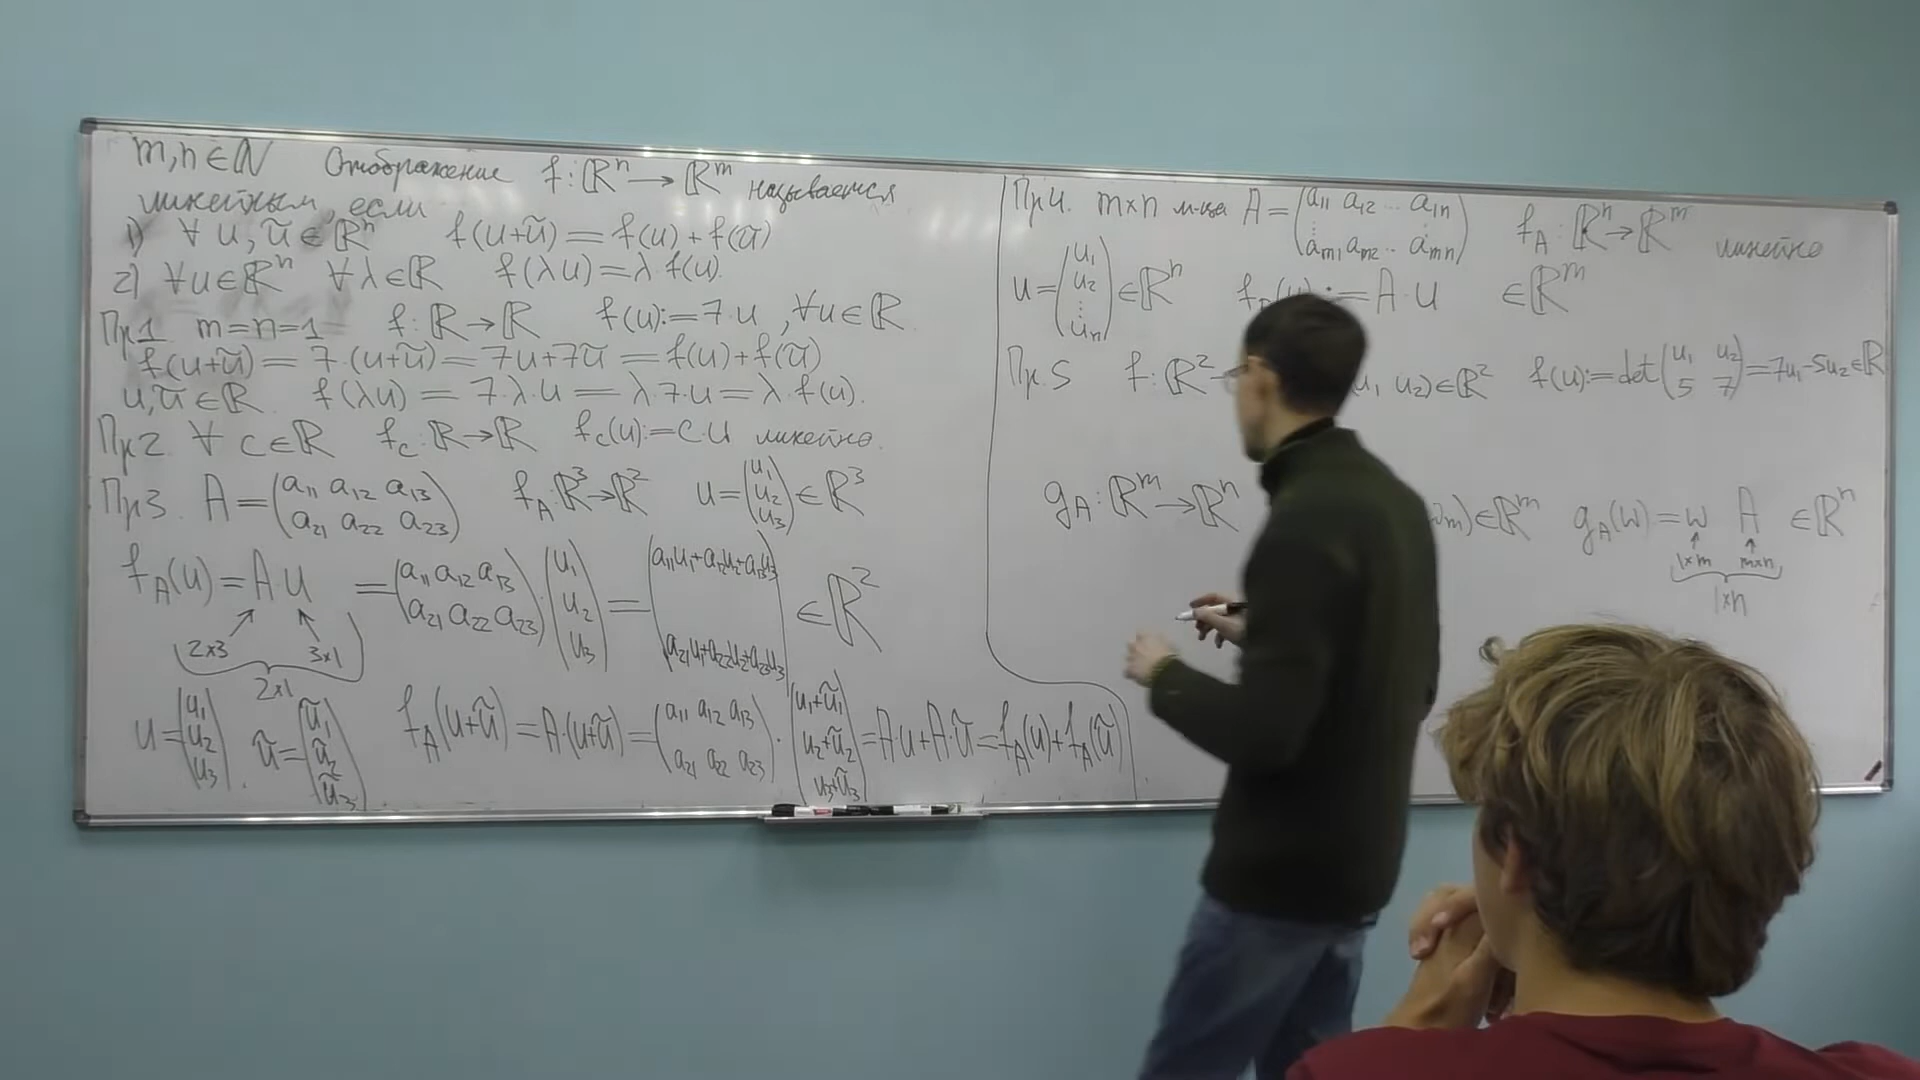 m,n∈ℕ Отображение f: ℝⁿ → ℝᵐ называется
линейным, если
1) ∀ u, ũ ∈ ℝⁿ f(u+ũ) = f(u) + f(ũ)
2) ∀u∈ℝⁿ ∀λ∈ℝ f(λu) = λ·f(u).
Пр1 m=n=1 f: ℝ→ℝ f(u):=7·u, ∀u∈ℝ
f(u+ũ) = 7·(u+ũ) = 7u+7ũ = f(u)+f(ũ)
u,ũ∈ℝ. f(λu) = 7·λ·u = λ·7·u = λ·f(u).
Пр2 ∀ c∈ℝ f_c: ℝ→ℝ f_c(u):=c·u линейно.
Пр3. A = (a₁₁ a₁₂ a₁₃
a₂₁ a₂₂ a₂₃) f_A: ℝ³→ℝ² u = (u₁ u₂ u₃) ∈ ℝ³
f_A(u) = A·u = (a₁₁ a₁₂ a₁₃
a₂₁ a₂₂ a₂₃)·(u₁ u₂ u₃) = (a₁₁u₁+a₁₂u₂+a₁₃u₃
a₂₁u₁+a₂₂u₂+a₂₃u₃) ∈ ℝ²
2×3 3×1
2×1
u = (u₁ u₂ u₃). ũ = (ũ₁ ũ₂ ũ₃) f_A(u+ũ) = A·(u+ũ) = (a₁₁ a₁₂ a₁₃
a₂₁ a₂₂ a₂₃)·(u₁+ũ₁ u₂+ũ₂ u₃+ũ₃) = A·u+A·ũ = f_A(u)+f_A(ũ)
Пр4. m×n м-ца A = (a₁₁ a₁₂ ... a₁ₙ
aₘ₁ aₘ₂ ... aₘₙ) f_A: ℝⁿ→ℝᵐ линейно
u = (u₁ u₂ ⋮ uₙ) ∈ ℝⁿ := A·u ∈ ℝᵐ
Пр.5 f: ℝ² u₁ u₂)∈ℝ² f(u):=det(u₁ u₂
5 7) = 7u₁-5u₂∈ℝ
g_A: ℝᵐ→ℝⁿ m)∈ℝᵐ g_A(w) = w A ∈ℝⁿ
1×m m×n
1×n